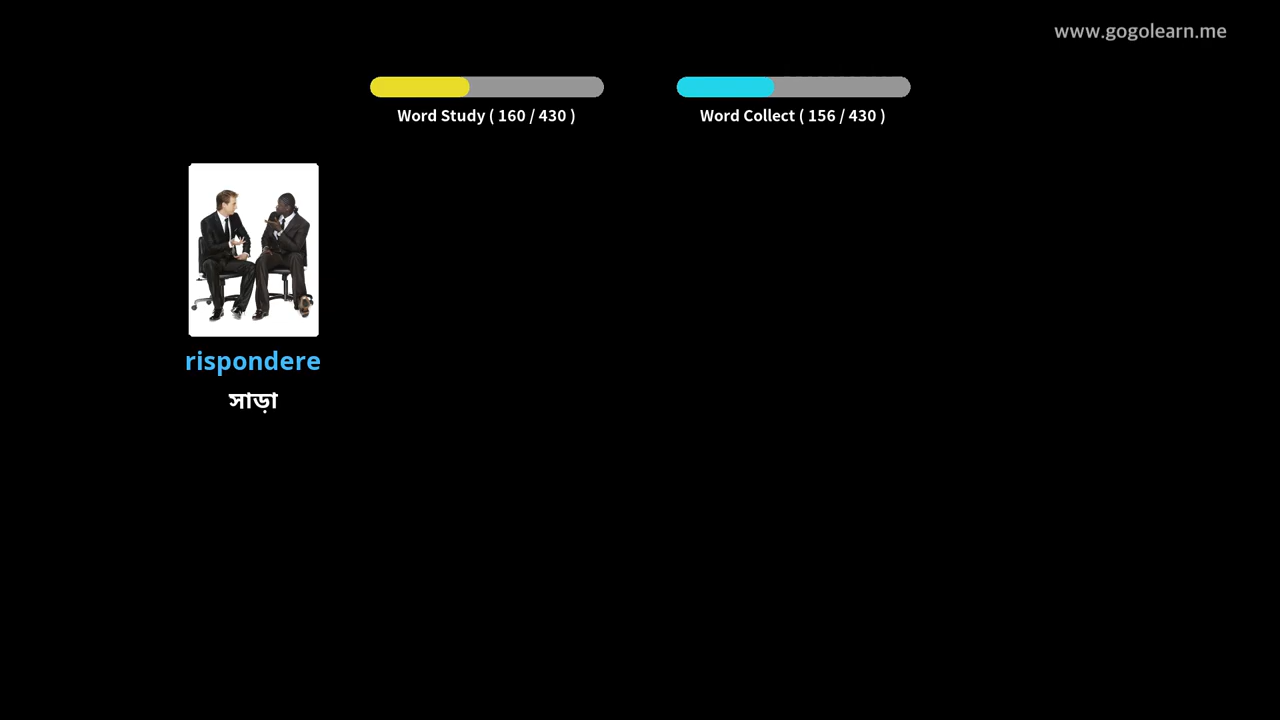 www.gogolearn.me
Word Study ( 160 / 430 )
Word Collect ( 156 / 430 )
rispondere
সাড়া